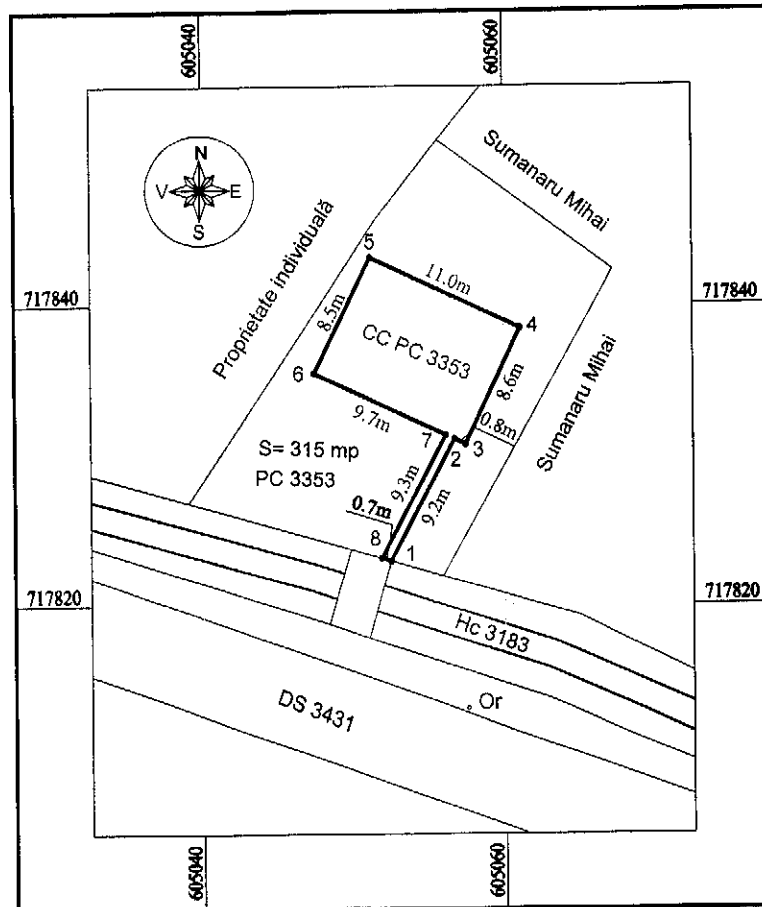 605040
605060
N
V
E
S
Sumanaru Mihai
Proprietate individuală
5
11.0m
717840
717840
4
8.5m
CC PC 3353
8.6m
Sumanaru Mihai
6
9.7m
0.8m
7
2
3
S= 315 mp
PC 3353
9.3m
9.2m
0.7m
8
1
717820
717820
Hc 3183
Or
DS 3431
605040
605060